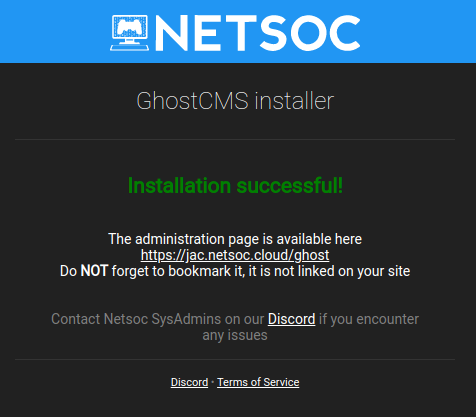 NETSOC
GhostCMS installer
Installation successful!
The administration page is available here
https://jac.netsoc.cloud/ghost
Do NOT forget to bookmark it, it is not linked on your site
Contact Netsoc SysAdmins on our Discord if you encounter
any issues
Discord • Terms of Service